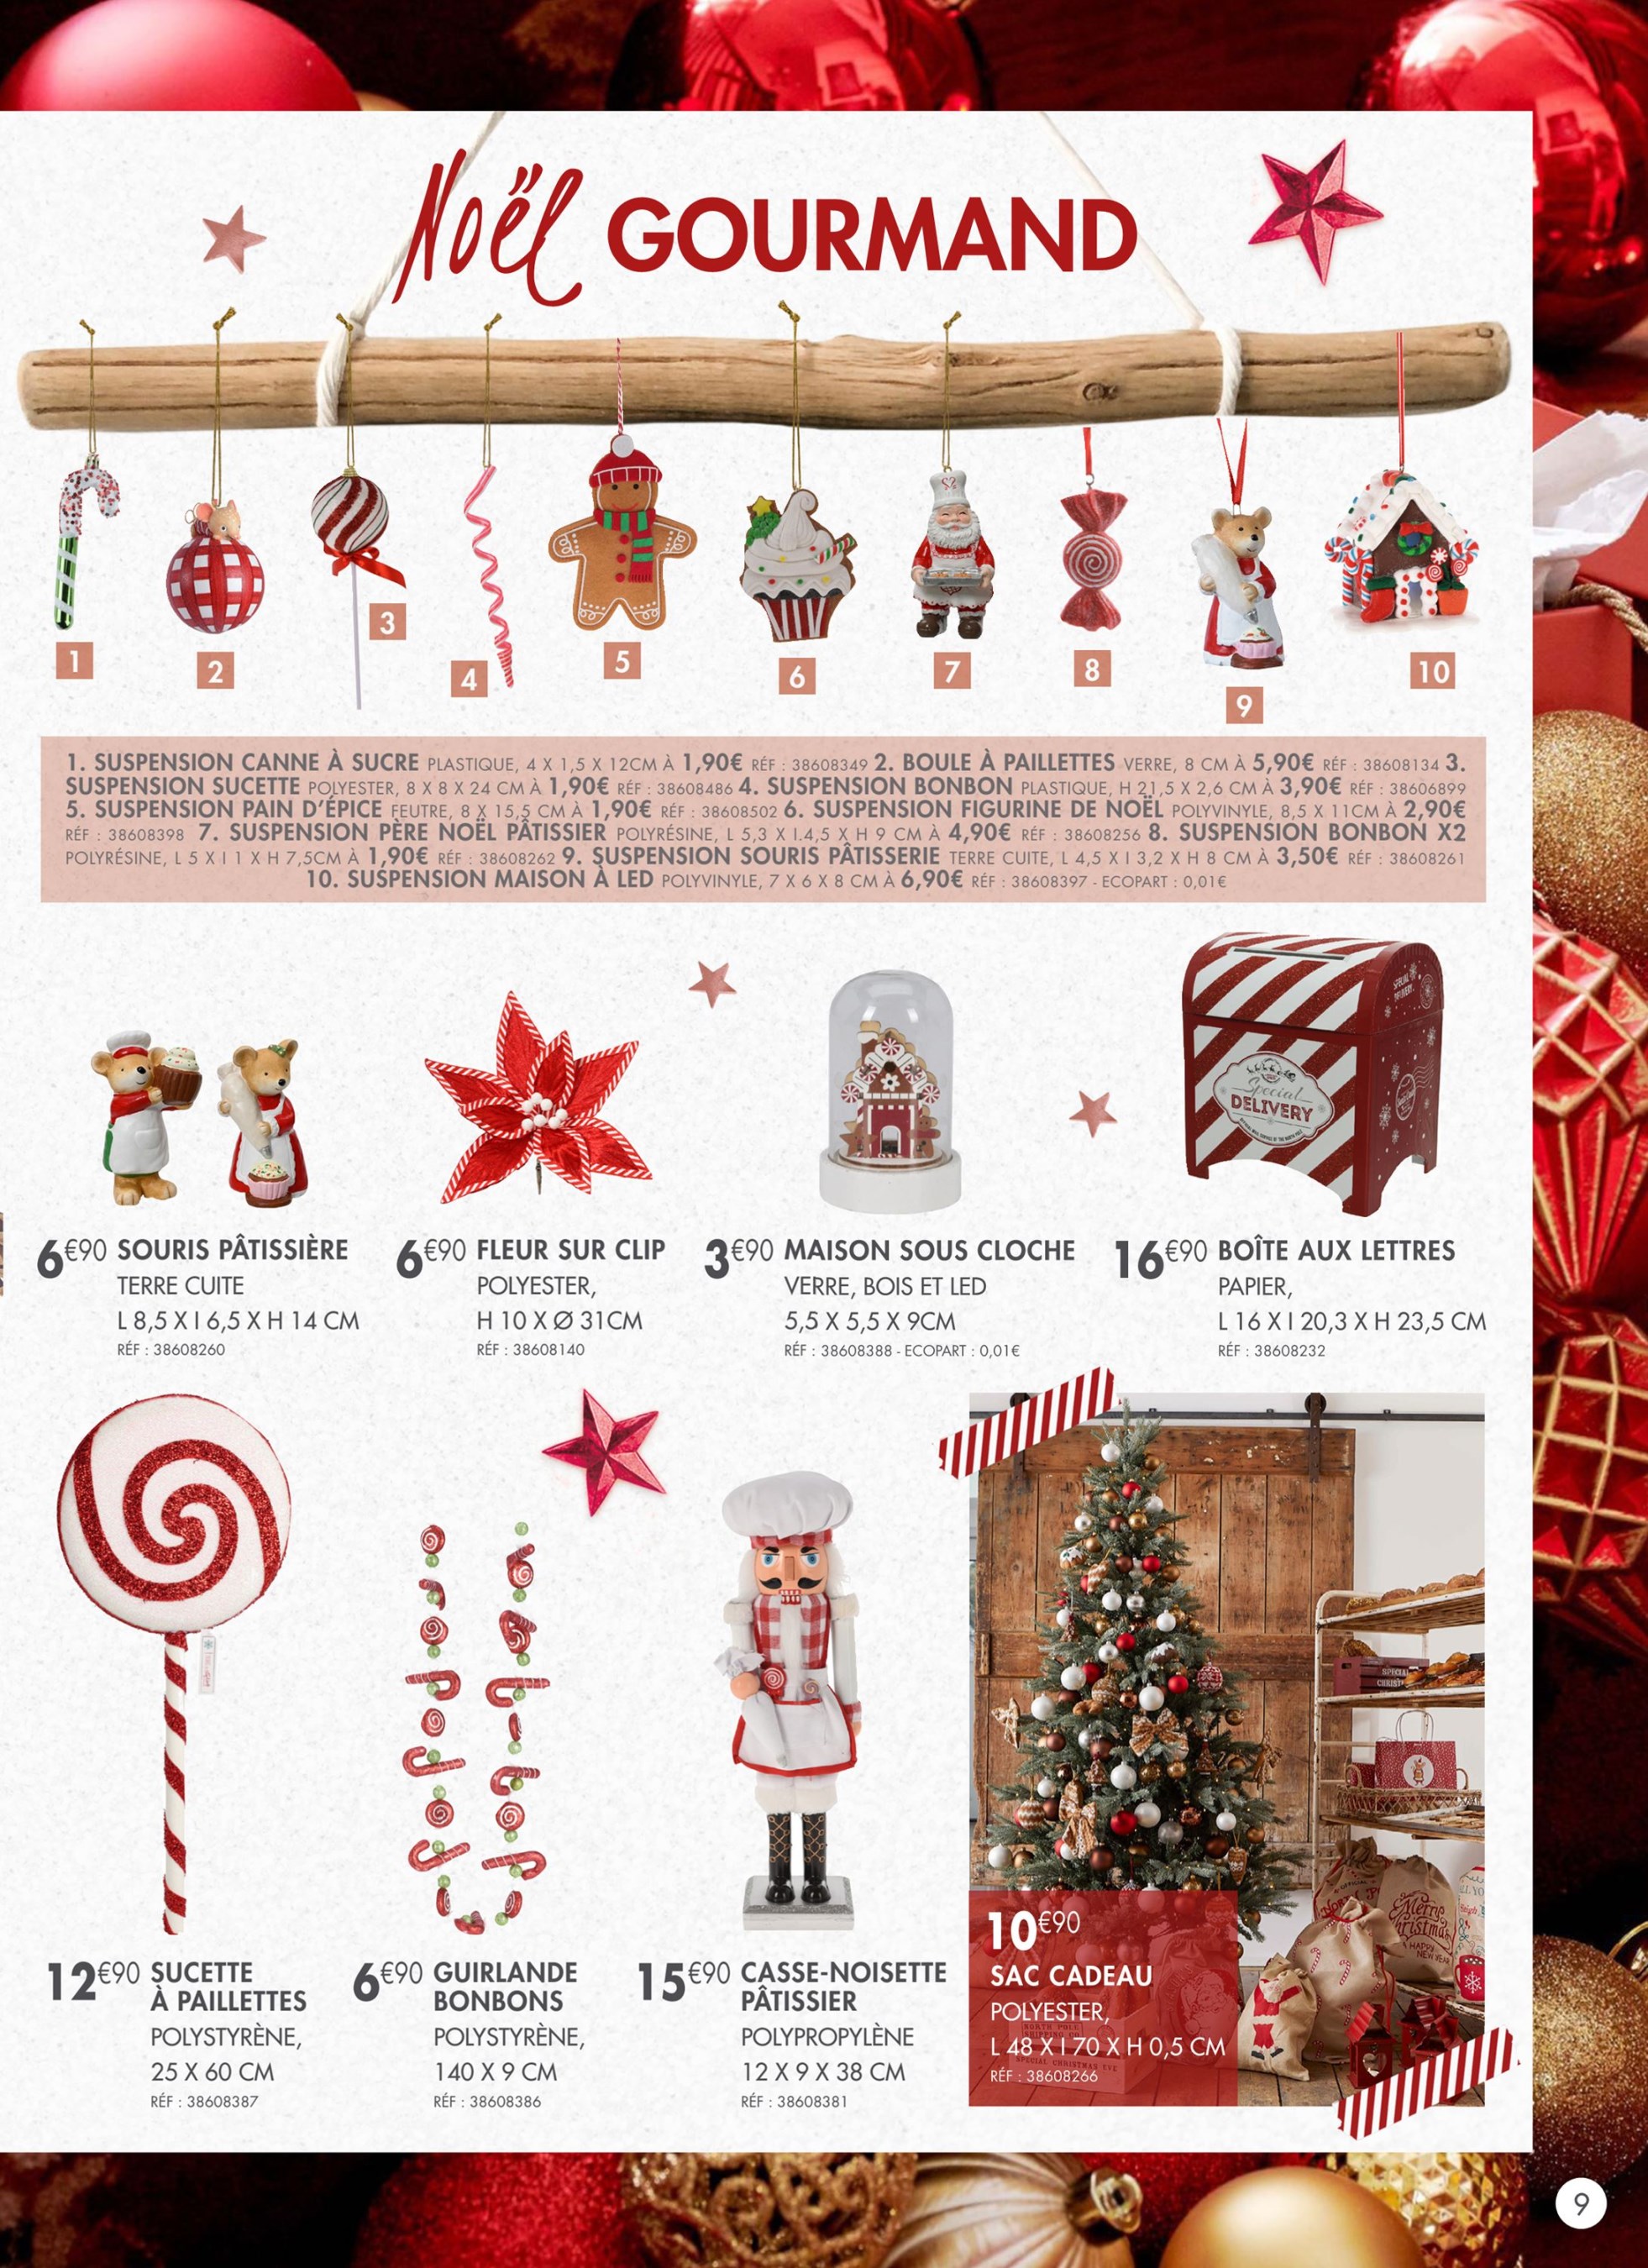 Noël GOURMAND
1
2
3
4
5
6
7
8
9
10
1. SUSPENSION CANNE À SUCRE PLASTIQUE, 4 X 1,5 X 12CM À 1,90€ RÉF : 38608349 2. BOULE À PAILLETTES VERRE, 8 CM À 5,90€ RÉF : 38608134 3.
SUSPENSION SUCETTE POLYESTER, 8 X 8 X 24 CM À 1,90€ RÉF : 38608486 4. SUSPENSION BONBON PLASTIQUE, H 21,5 X 2,6 CM À 3,90€ RÉF : 38606899
5. SUSPENSION PAIN D'ÉPICE FEUTRE, 8 X 15,5 CM À 1,90€ RÉF : 38608502 6. SUSPENSION FIGURINE DE NOËL POLYVINYLE, 8,5 X 11CM À 2,90€
RÉF : 38608398 7. SUSPENSION PÈRE NOËL PÂTISSIER POLYRÉSINE, L 5,3 X l.4,5 X H 9 CM À 4,90€ RÉF : 38608256 8. SUSPENSION BONBON X2
POLYRÉSINE, L 5 X l 1 X H 7,5CM À 1,90€ RÉF : 38608262 9. SUSPENSION SOURIS PÂTISSERIE TERRE CUITE, L 4,5 X l 3,2 X H 8 CM À 3,50€ RÉF : 38608261
10. SUSPENSION MAISON À LED POLYVINYLE, 7 X 6 X 8 CM À 6,90€ RÉF : 38608397 - ECOPART : 0,01€
Special
DELIVERY
6€90 SOURIS PÂTISSIÈRE
TERRE CUITE
L 8,5 X l 6,5 X H 14 CM
RÉF : 38608260
6€90 FLEUR SUR CLIP
POLYESTER,
H 10 X Ø 31CM
RÉF : 38608140
3€90 MAISON SOUS CLOCHE
VERRE, BOIS ET LED
5,5 X 5,5 X 9CM
RÉF : 38608388 - ECOPART : 0,01€
16€90 BOÎTE AUX LETTRES
PAPIER,
L 16 X l 20,3 X H 23,5 CM
RÉF : 38608232
12€90 SUCETTE
À PAILLETTES
POLYSTYRÈNE,
25 X 60 CM
RÉF : 38608387
6€90 GUIRLANDE
BONBONS
POLYSTYRÈNE,
140 X 9 CM
RÉF : 38608386
15€90 CASSE-NOISETTE
PÂTISSIER
POLYPROPYLÈNE
12 X 9 X 38 CM
RÉF : 38608381
Merry
Christmas
HAPPY
NEW YEAR
10€90
SAC CADEAU
POLYESTER,
L 48 X l 70 X H 0,5 CM
RÉF : 38608266
9